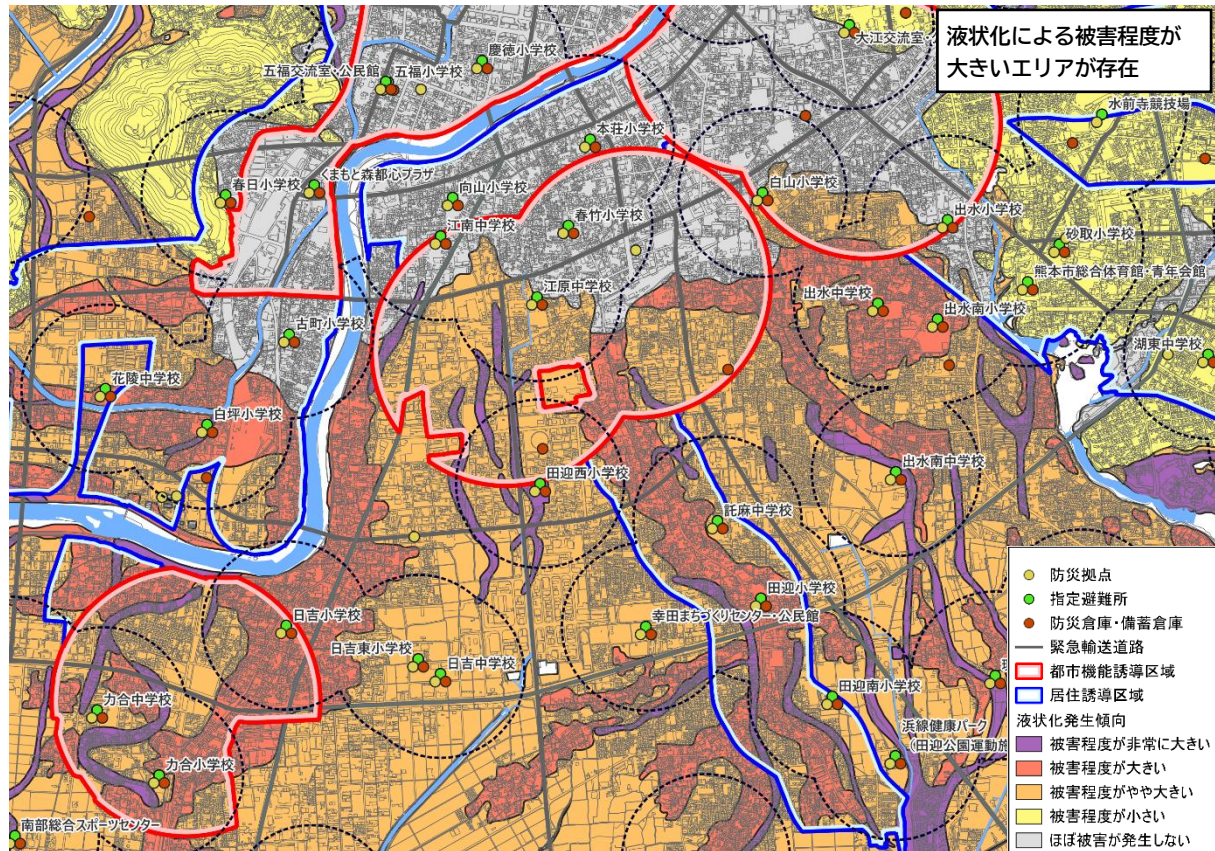 液状化による被害程度が
大きいエリアが存在
大江交流室・
慶徳小学校
五福交流室・公民館
五福小学校
水前寺競技場
本荘小学校
春日小学校
くまもと森都心プラザ
向山小学校
白山小学校
出水小学校
春竹小学校
江南中学校
砂取小学校
熊本市総合体育館・青年会館
江原中学校
出水中学校
出水南小学校
古町小学校
湖東中学校
花陵中学校
白坪小学校
田迎西小学校
出水南中学校
託麻中学校
田迎小学校
幸田まちづくりセンター・公民館
日吉小学校
日吉東小学校
日吉中学校
力合中学校
田迎南小学校
浜線健康パーク
(田迎公園運動施
力合小学校
南部総合スポーツセンター
防災拠点
指定避難所
防災倉庫・備蓄倉庫
緊急輸送道路
都市機能誘導区域
居住誘導区域
液状化発生傾向
被害程度が非常に大きい
被害程度が大きい
被害程度がやや大きい
被害程度が小さい
ほぼ被害が発生しない